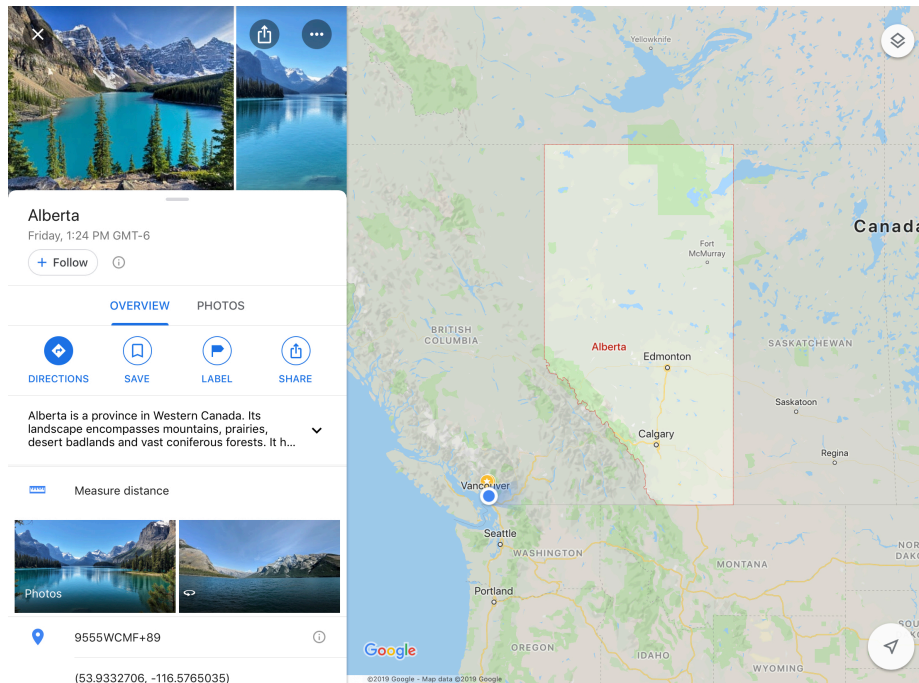 Alberta
Friday, 1:24 PM GMT-6
+ Follow
OVERVIEW
PHOTOS
DIRECTIONS
SAVE
LABEL
SHARE
Alberta is a province in Western Canada. Its
landscape encompasses mountains, prairies,
desert badlands and vast coniferous forests. It h...
Measure distance
Photos
9555WCMF+89
(53.9332706, -116.5765035)
Yellowknife
Canada
Fort
McMurray
BRITISH
COLUMBIA
Alberta
Edmonton
SASKATCHEWAN
Saskatoon
Calgary
Regina
Vancouver
Seattle
WASHINGTON
MONTANA
NOR
DAK
Portland
OREGON
IDAHO
SOU
WYOMING
Google
©2019 Google - Map data ©2019 Google